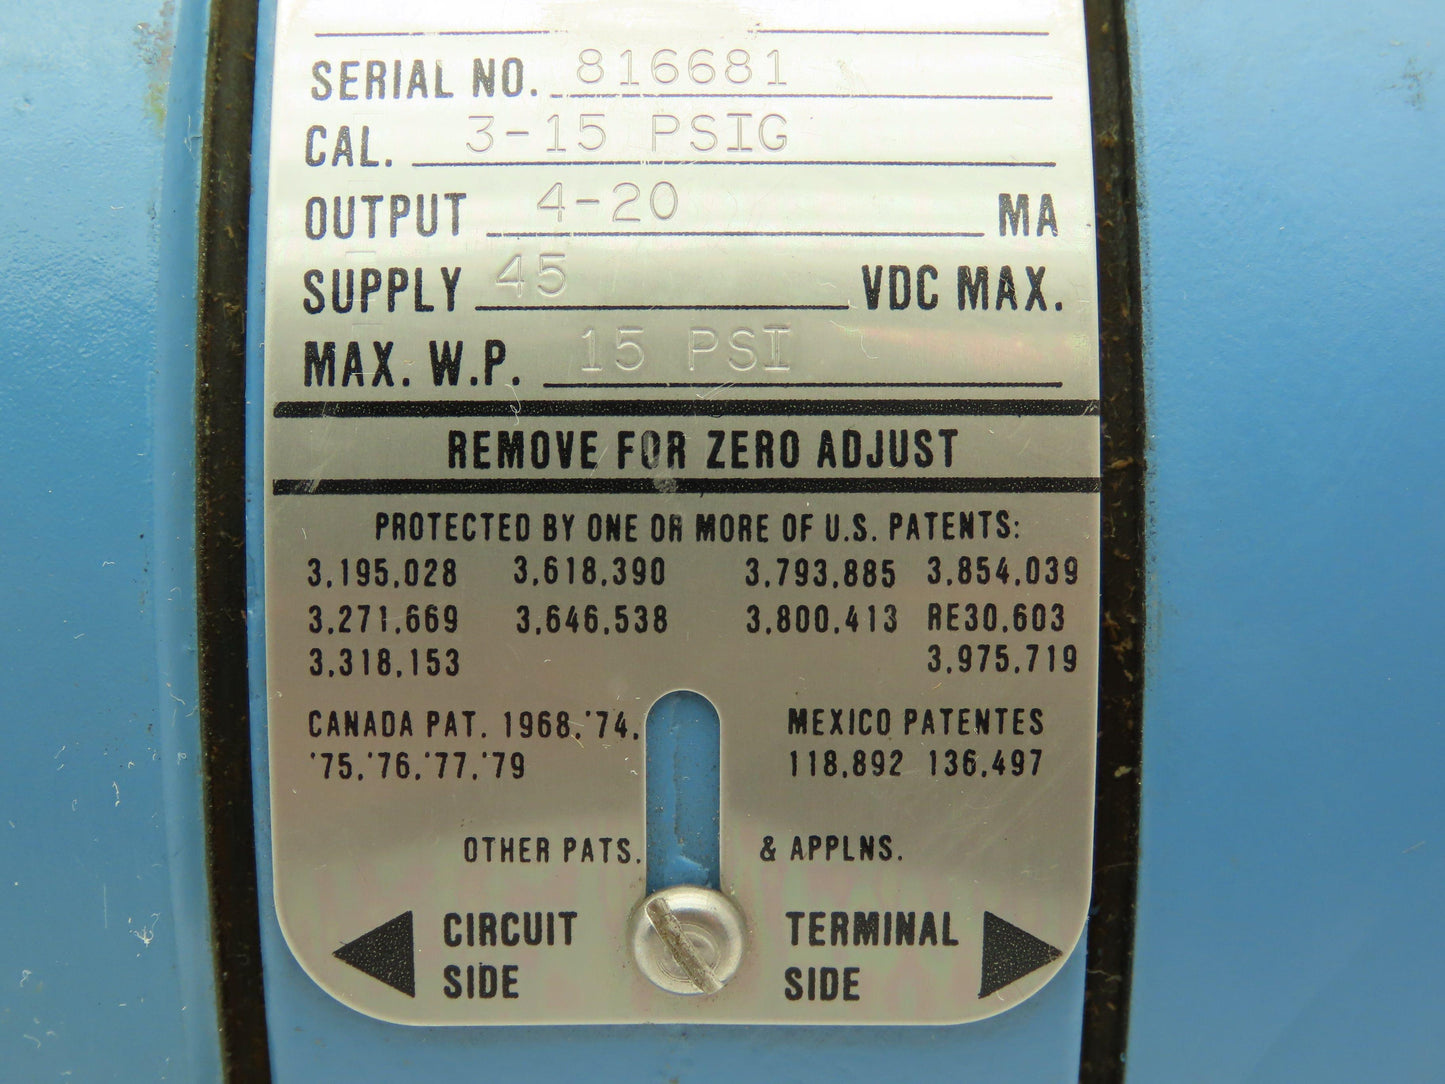 SERIAL NO. 816681
CAL. 3-15 PSIG
OUTPUT 4-20 MA
SUPPLY 45 VDC MAX.
MAX. W.P. 15 PSI
REMOVE FOR ZERO ADJUST
PROTECTED BY ONE OR MORE OF U.S. PATENTS:
3,195,028 3,618,390 3,793,885 3,854,039
3,271,669 3,646,538 3,800,413 RE30,603
3,318,153 3,975,719
CANADA PAT. 1968,'74,
'75,'76,'77,'79
MEXICO PATENTES
118,892 136,497
OTHER PATS. & APPLNS.
CIRCUIT
SIDE
TERMINAL
SIDE